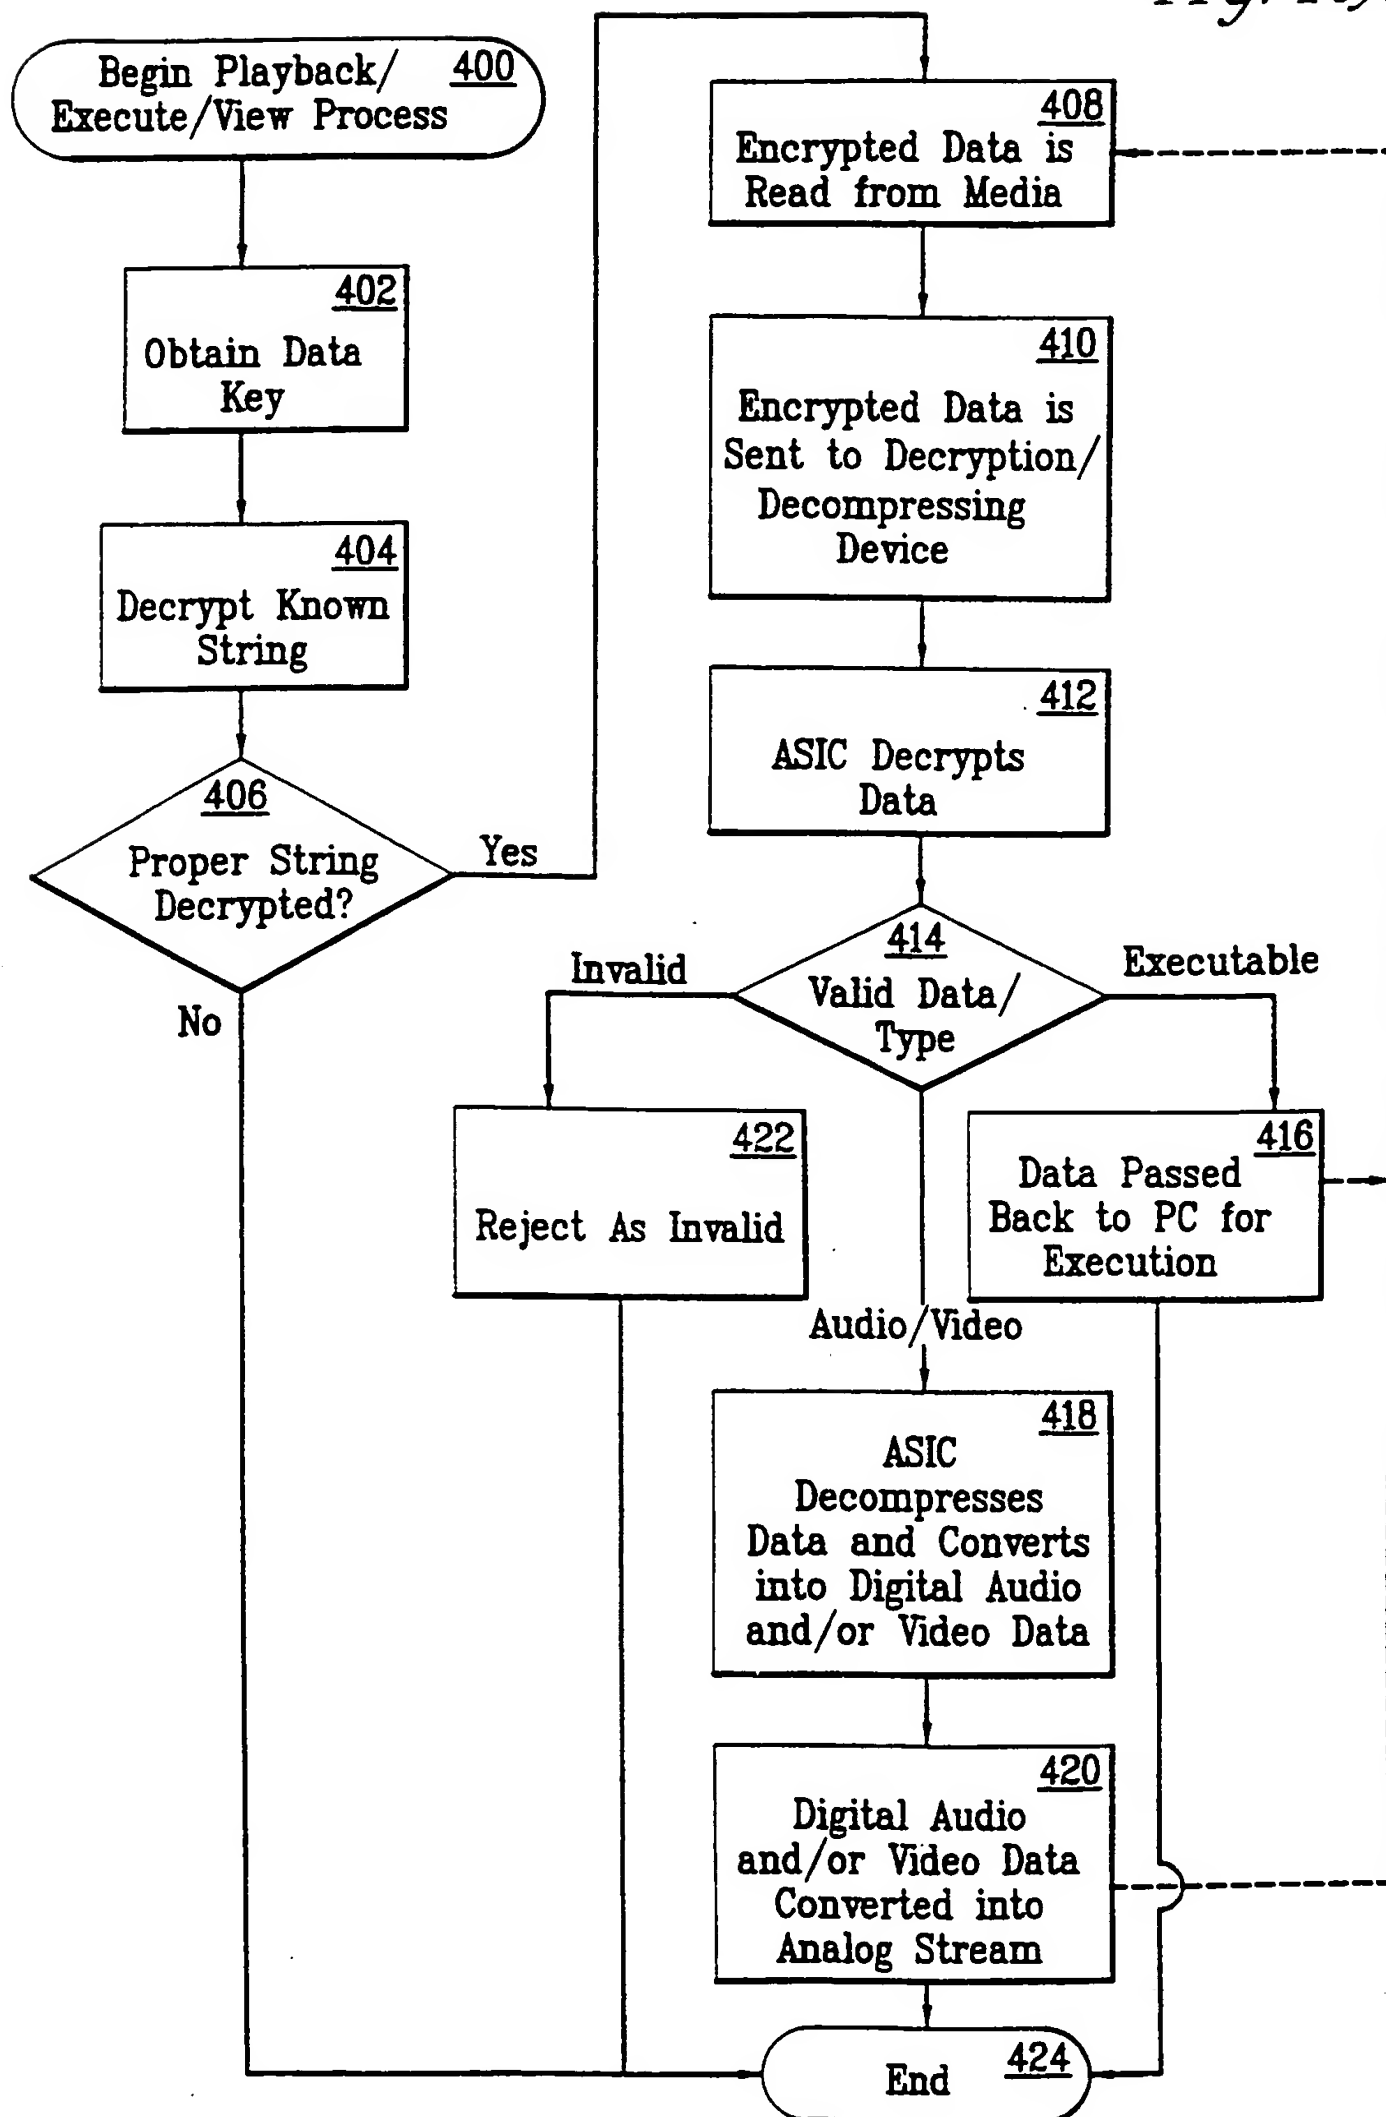 Begin Playback/ 400
Execute/View Process
402
Obtain Data
Key
404
Decrypt Known
String
406
Proper String
Decrypted?
Yes
No
408
Encrypted Data is
Read from Media
410
Encrypted Data is
Sent to Decryption/
Decompressing
Device
412
ASIC Decrypts
Data
414
Valid Data/
Type
Invalid
Executable
422
Reject As Invalid
416
Data Passed
Back to PC for
Execution
Audio/Video
418
ASIC
Decompresses
Data and Converts
into Digital Audio
and/or Video Data
420
Digital Audio
and/or Video Data
Converted into
Analog Stream
End 424